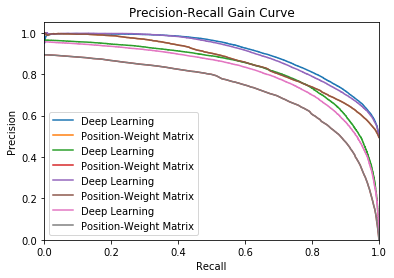 Precision-Recall Gain Curve
Precision
1.0
0.8
0.6
0.4
0.2
0.0
Deep Learning
Position-Weight Matrix
Deep Learning
Position-Weight Matrix
Deep Learning
Position-Weight Matrix
Deep Learning
Position-Weight Matrix
0.0 0.2 0.4 0.6 0.8 1.0
Recall